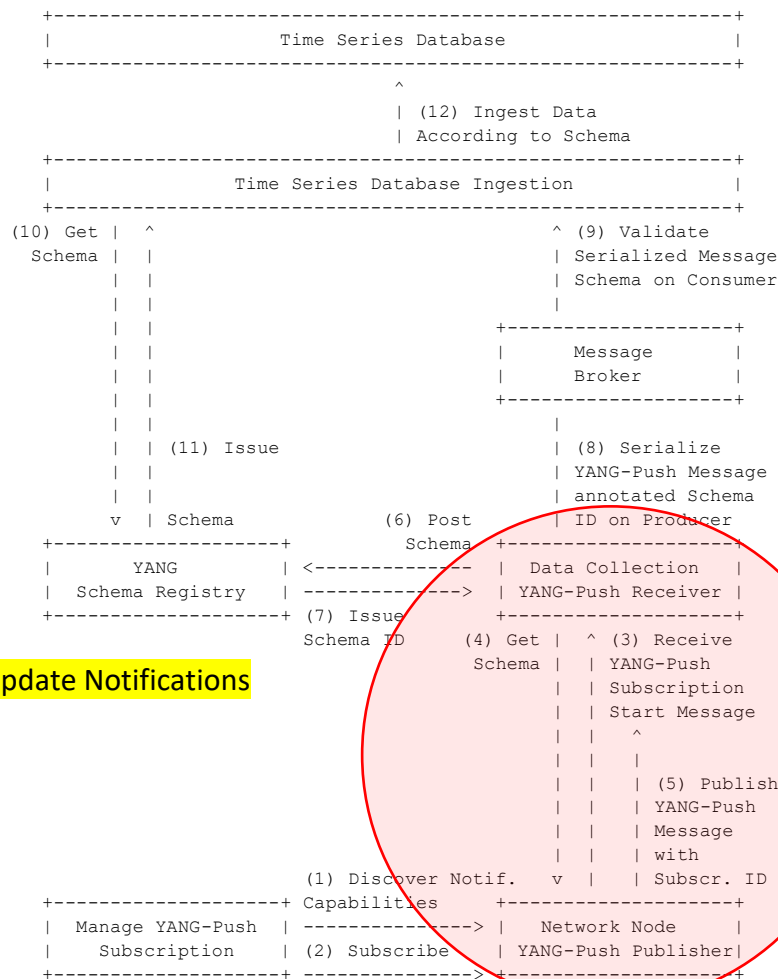 +-------------------------------------------------------------+
|                    Time Series Database                     |
+-------------------------------------------------------------+
^
| (12) Ingest Data
| According to Schema
+-------------------------------------------------------------+
|                Time Series Database Ingestion               |
+-------------------------------------------------------------+
(10) Get |  ^                                    ^ (9) Validate
Schema |  |                                    | Serialized Message
|  |                                    | Schema on Consumer
|  |                                    |
|  |                               +---------------------+
|  |                               |      Message        |
|  |                               |      Broker         |
|  |                               +---------------------+
|  |                                    |
|  | (11) Issue                         | (8) Serialize
|  |                                    | YANG-Push Message
|  |                                    | annotated Schema
v  | Schema              (6) Post       | ID on Producer
+---------------------+          Schema  +---------------------+
|       YANG          | <--------------  |  Data Collection    |
|  Schema Registry    | -------------->  | YANG-Push Receiver |
+---------------------+ (7) Issue        +---------------------+
Schema ID     (4) Get |  ^ (3) Receive
Schema |  | YANG-Push
pdate Notifications
|  | Subscription
|  | Start Message
|  |   ^
|  |   |
|  |   | (5) Publish
|  |   | YANG-Push
|  |   | Message
|  |   | with
(1) Discover Notif.   v  |   | Subscr. ID
+---------------------+ Capabilities     +---------------------+
|  Manage YANG-Push   | ---------------> |   Network Node      |
|    Subscription     | (2) Subscribe    | YANG-Push Publisher|
+---------------------+ ---------------> +---------------------+